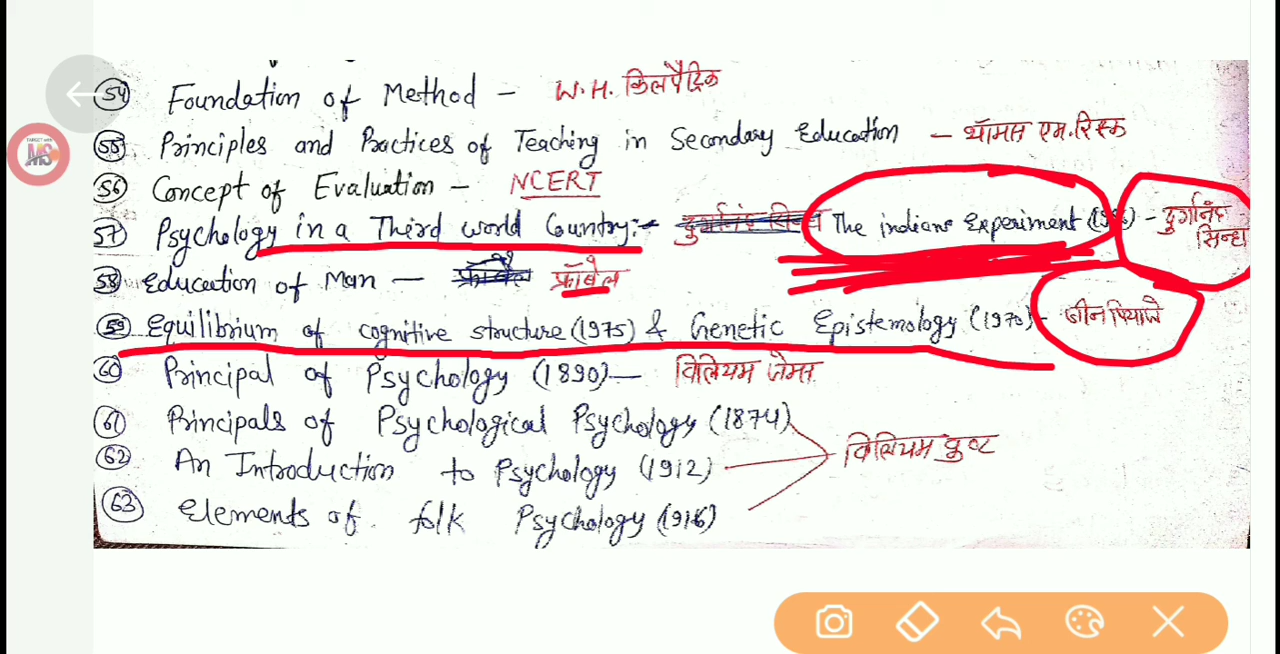 54 Foundation of Method - W.H. किलपैट्रिक
55 Principles and Practices of Teaching in Secondary Education - थॉमस एम.रिस्क
56 Concept of Evaluation - NCERT
57 Psychology in a Third world Country:- The indians Experiment - दुर्गानंद सिन्हा
58 Education of Man - फ्रॉबेल
59 Equilibrium of cognitive structure (1975) & Genetic Epistemology (1970) - जीन पियाजे
60 Principal of Psychology (1890) - विलियम जेम्स
61 Principals of Psychological Psychology (1874)
62 An Introduction to Psychology (1912) विलियम वुण्ट
63 Elements of folk Psychology (1916)